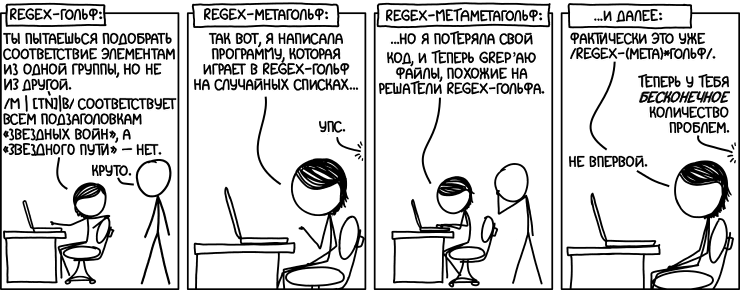 REGEX-ГОЛЬФ:
ТЫ ПЫТАЕШЬСЯ ПОДОБРАТЬ
СООТВЕТСТВИЕ ЭЛЕМЕНТАМ
ИЗ ОДНОЙ ГРУППЫ, НО НЕ
ИЗ ДРУГОЙ.
/M | [TN]|B/ СООТВЕТСТВУЕТ
ВСЕМ ПОДЗАГОЛОВКАМ
«ЗВЕЗДНЫХ ВОЙН», А
«ЗВЕЗДНОГО ПУТИ» — НЕТ.
КРУТО.
REGEX-МЕТАГОЛЬФ:
ТАК ВОТ, Я НАПИСАЛА
ПРОГРАММУ, КОТОРАЯ
ИГРАЕТ В REGEX-ГОЛЬФ
НА СЛУЧАЙНЫХ СПИСКАХ...
УПС.
REGEX-МЕТАМЕТАГОЛЬФ:
...НО Я ПОТЕРЯЛА СВОЙ
КОД, И ТЕПЕРЬ GREP'АЮ
ФАЙЛЫ, ПОХОЖИЕ НА
РЕШАТЕЛИ REGEX-ГОЛЬФА.
...И ДАЛЕЕ:
ФАКТИЧЕСКИ ЭТО УЖЕ
/REGEX-(МЕТА)*ГОЛЬФ/.
ТЕПЕРЬ У ТЕБЯ
БЕСКОНЕЧНОЕ
КОЛИЧЕСТВО
ПРОБЛЕМ.
НЕ ВПЕРВОЙ.